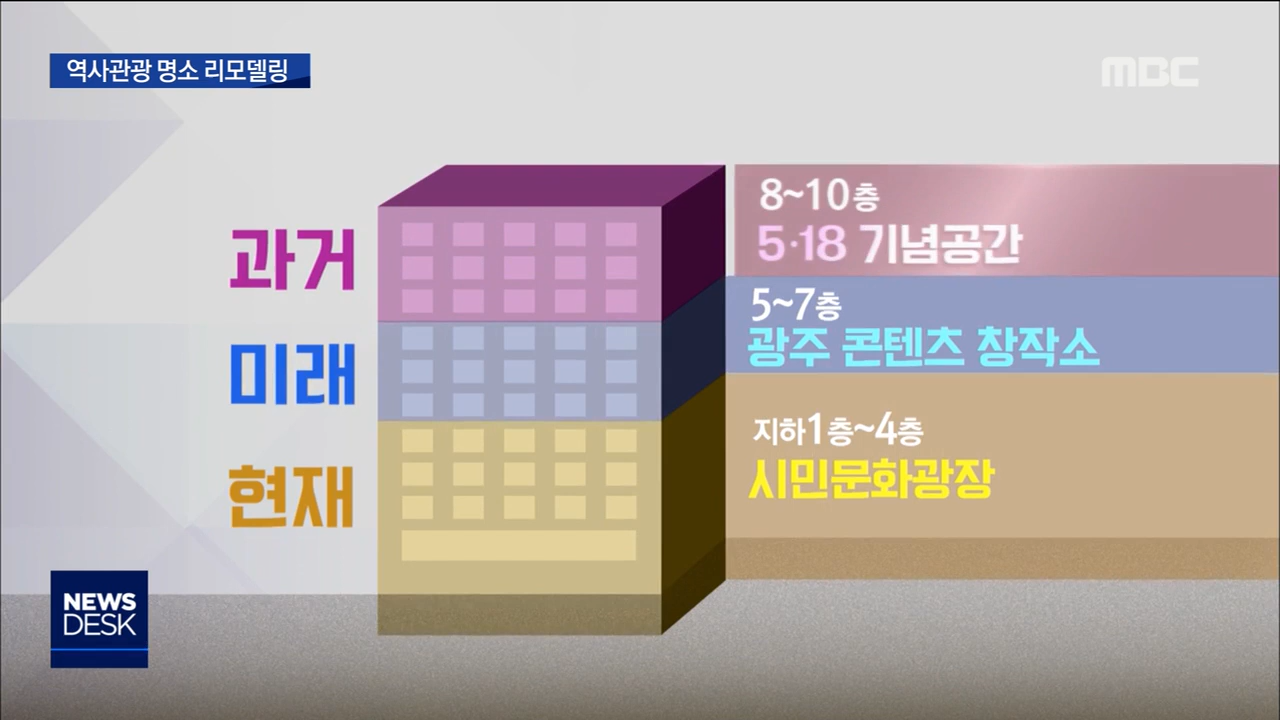 역사관광 명소 리모델링
MBC
과거
8~10층
5·18 기념공간
미래
5~7층
광주 콘텐츠 창작소
현재
지하1층~4층
시민문화광장
NEWS
DESK